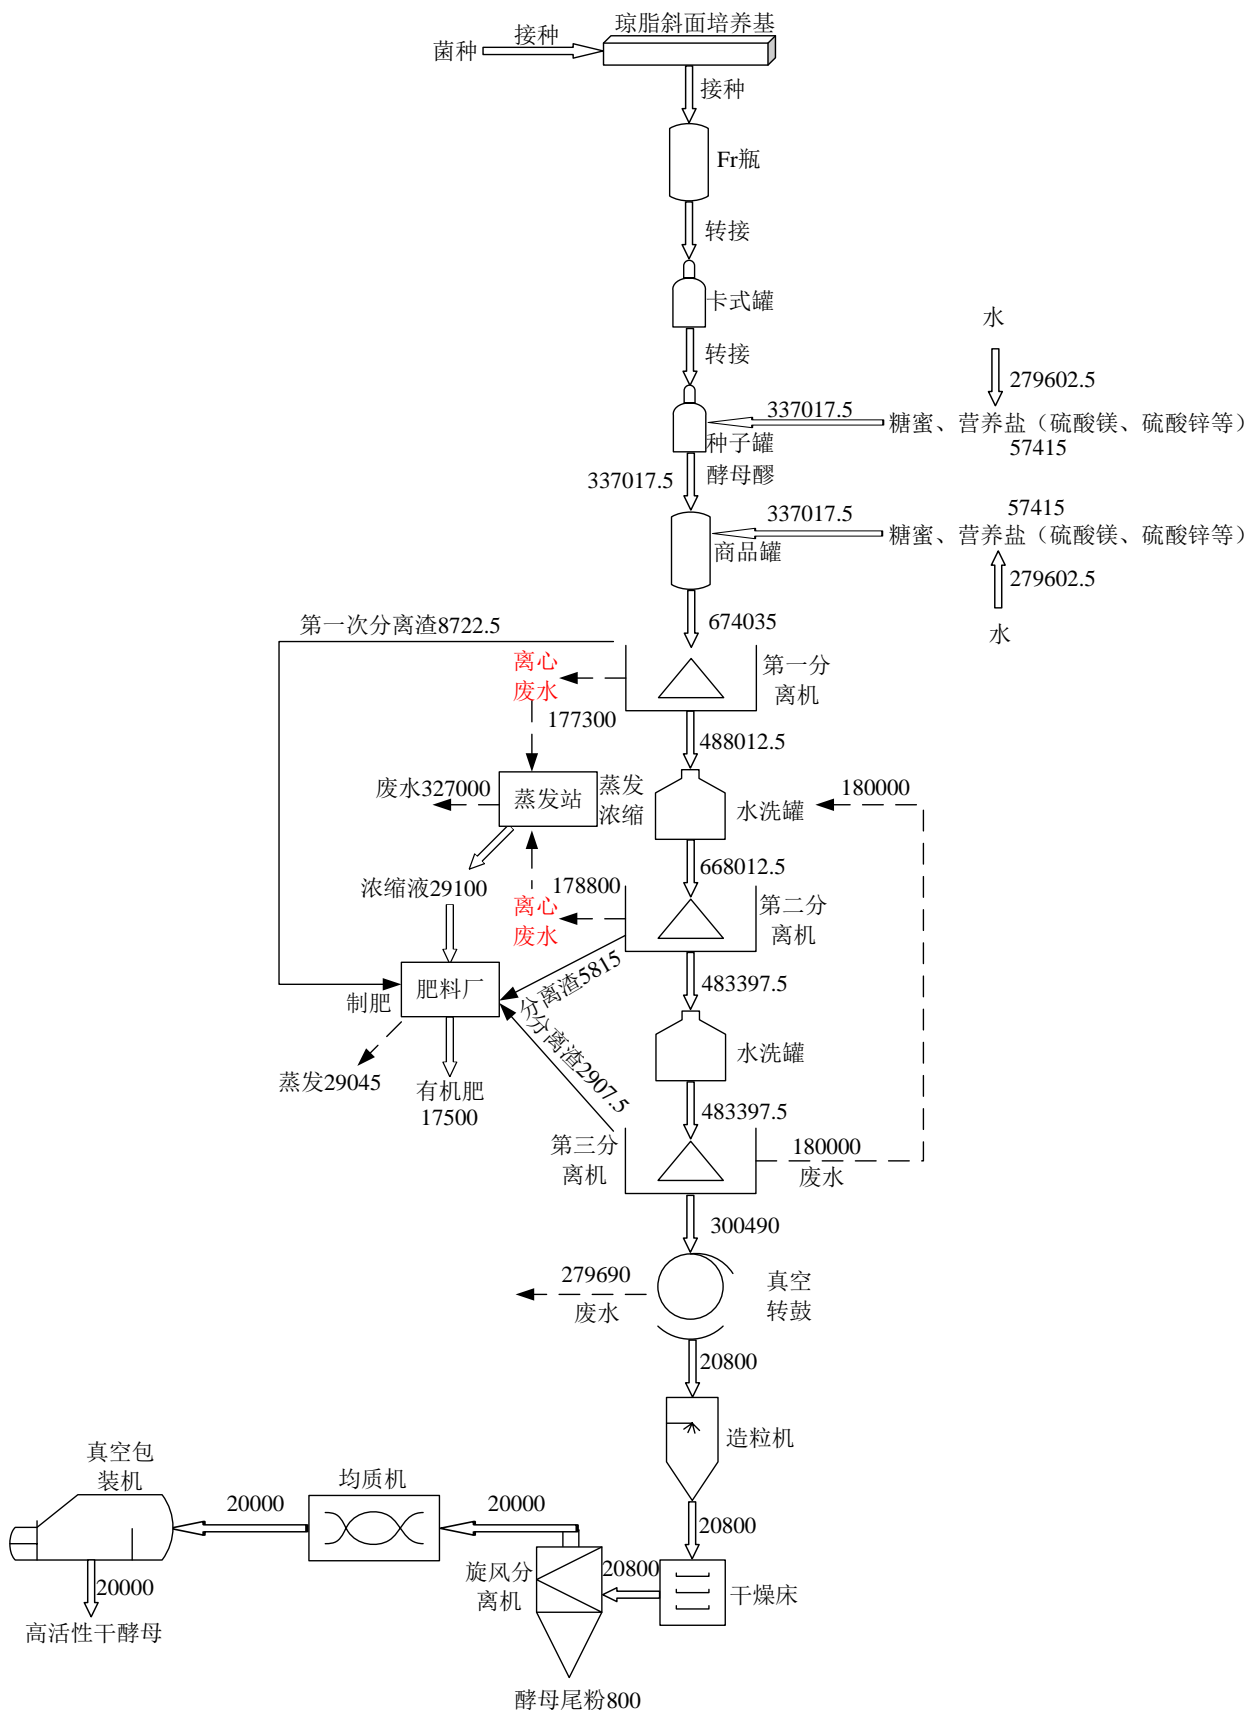 琼脂斜面培养基
菌种
接种
接种
Fr瓶
转接
卡式罐
水
转接
279602.5
337017.5
糖蜜、营养盐（硫酸镁、硫酸锌等）
种子罐
57415
337017.5
酵母醪
57415
337017.5
糖蜜、营养盐（硫酸镁、硫酸锌等）
商品罐
279602.5
水
674035
第一次分离渣8722.5
离心
废水
第一分
离机
177300
488012.5
废水327000
蒸发站
蒸发
浓缩
水洗罐
180000
668012.5
浓缩液29100
178800
离心
废水
第二分
离机
分离渣5815
483397.5
肥料厂
制肥
分离渣2907.5
水洗罐
蒸发29045
有机肥
17500
483397.5
第三分
离机
180000
废水
300490
279690
废水
真空
转鼓
20800
造粒机
真空包
装机
均质机
20000
20000
20800
旋风分
离机
20800
干燥床
20000
高活性干酵母
酵母尾粉800